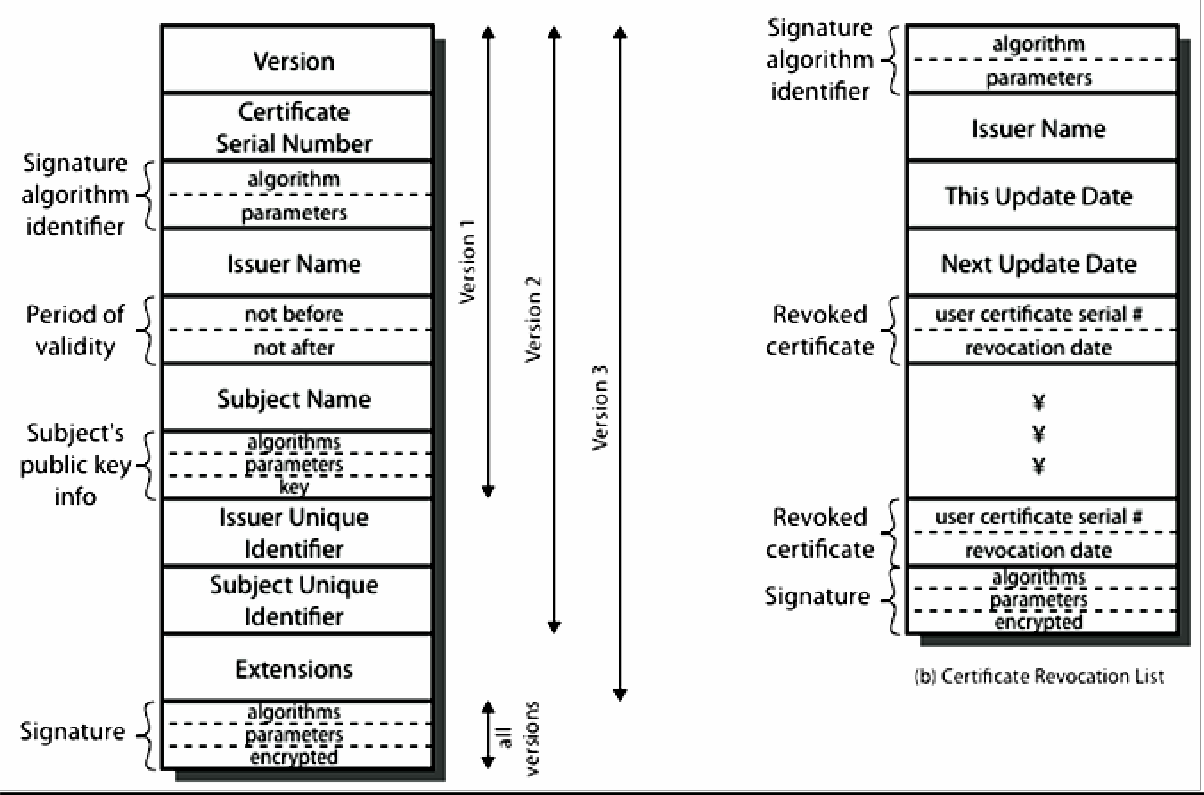 Version
Certificate
Serial Number
Signature
algorithm
identifier
algorithm
parameters
Issuer Name
Period of
validity
not before
not after
Subject Name
Subject's
public key
info
algorithms
parameters
key
Issuer Unique
Identifier
Subject Unique
Identifier
Extensions
Signature
algorithms
parameters
encrypted
Version 1
Version 2
Version 3
all
versions
Signature
algorithm
identifier
algorithm
parameters
Issuer Name
This Update Date
Next Update Date
Revoked
certificate
user certificate serial #
revocation date
¥
¥
¥
Revoked
certificate
user certificate serial #
revocation date
Signature
algorithms
parameters
encrypted
(b) Certificate Revocation List